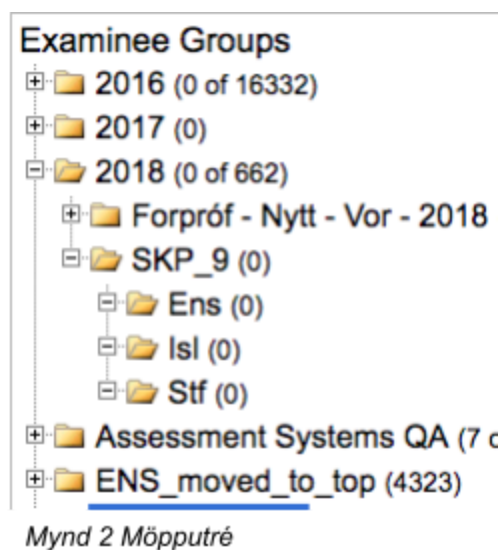 Examinee Groups
2016 (0 of 16332)
2017 (0)
2018 (0 of 662)
Forpróf - Nytt - Vor - 2018
SKP_9 (0)
Ens (0)
Isl (0)
Stf (0)
Assessment Systems QA (7
ENS_moved_to_top (4323)
Mynd 2 Möpputré